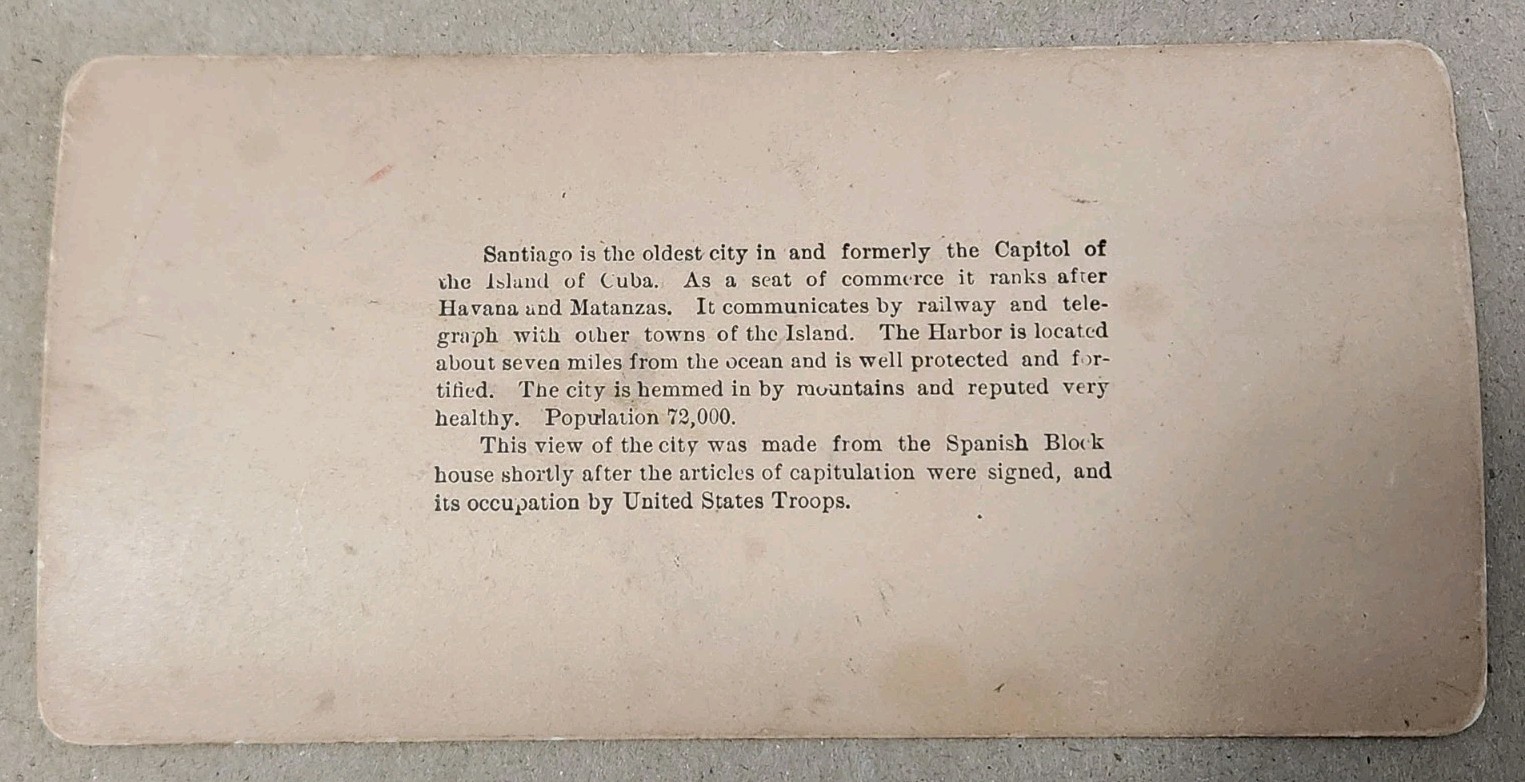 Santiago is the oldest city in and formerly the Capitol of
the Island of Cuba. As a seat of commerce it ranks after
Havana and Matanzas. It communicates by railway and tele-
graph with other towns of the Island. The Harbor is located
about seven miles from the ocean and is well protected and for-
tified. The city is hemmed in by mountains and reputed very
healthy. Population 72,000.
This view of the city was made from the Spanish Block
house shortly after the articles of capitulation were signed, and
its occupation by United States Troops.